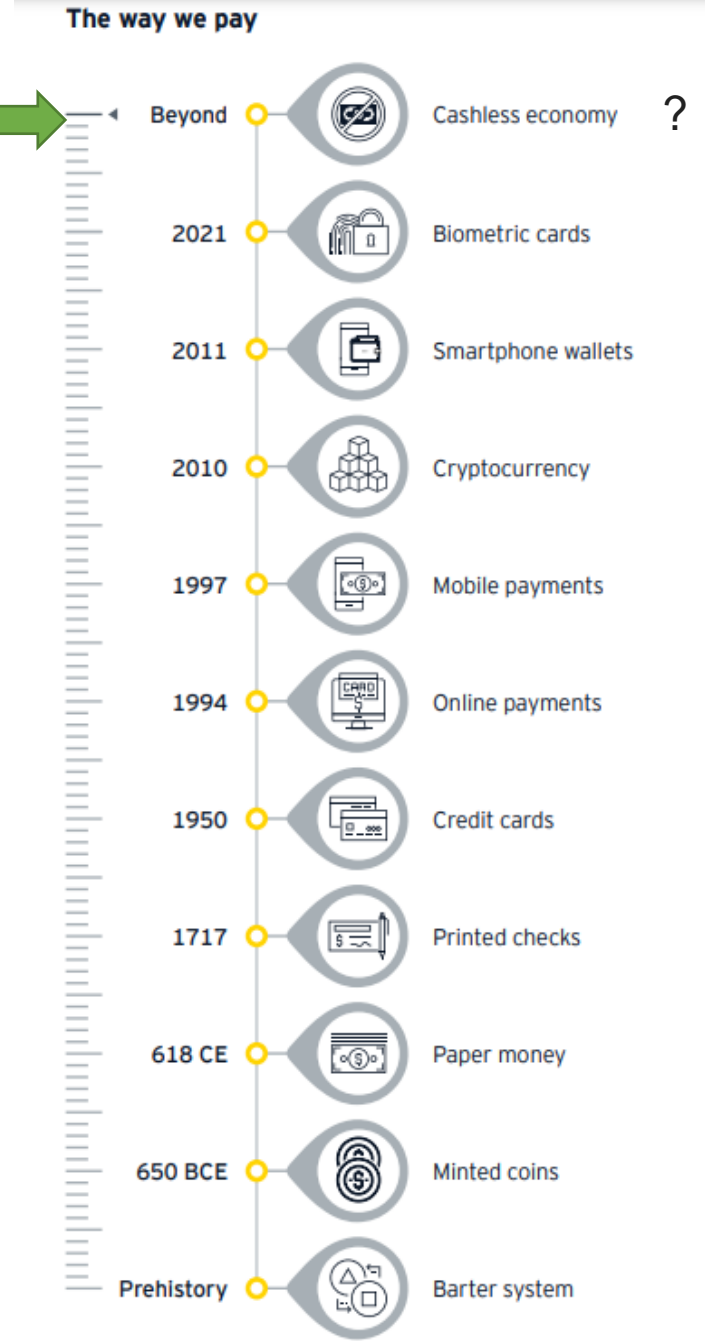 The way we pay
Beyond Cashless economy ?
2021 Biometric cards
2011 Smartphone wallets
2010 Cryptocurrency
1997 Mobile payments
CARD
1994 Online payments
1950 Credit cards
1717 Printed checks
618 CE Paper money
650 BCE Minted coins
Prehistory Barter system